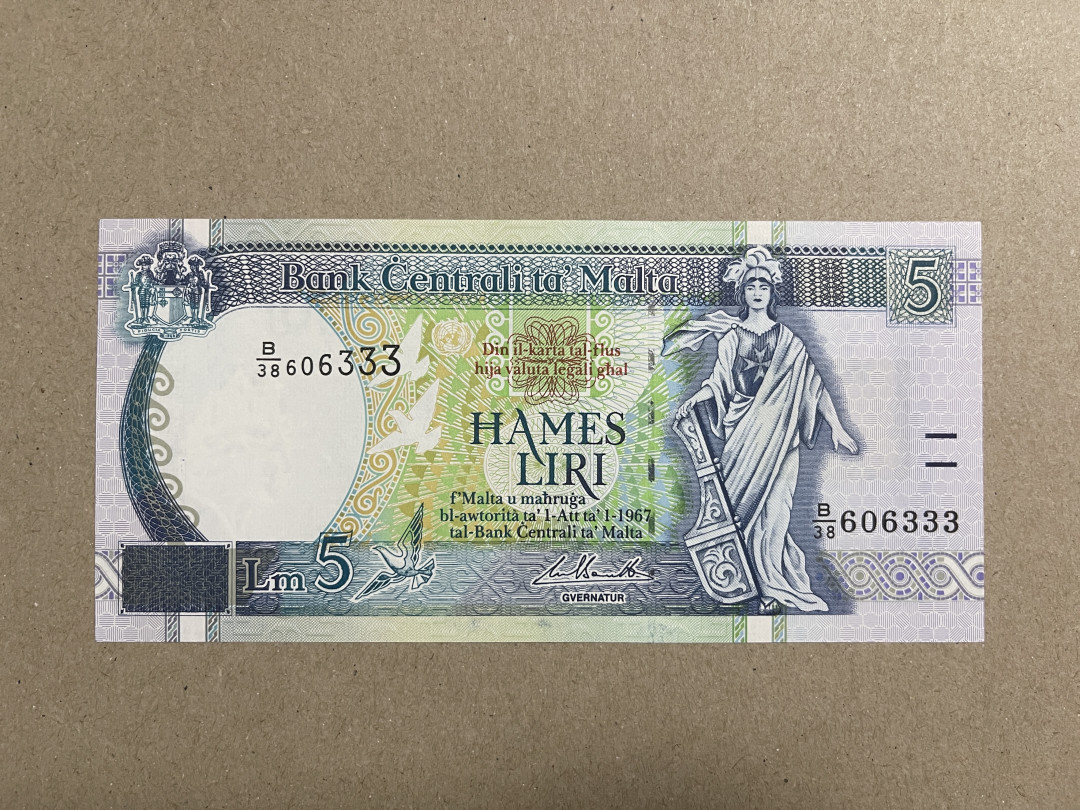 Bank Ċentrali ta' Malta
5
B/38 606333
Din il-karta tal-flus
hija valuta legali għal
ĦAMES
LIRI
f'Malta u maħruġa
bl-awtorità ta' l-Att ta' l-1967
tal-Bank Ċentrali ta' Malta
B/38 606333
Lm 5
GVERNATUR